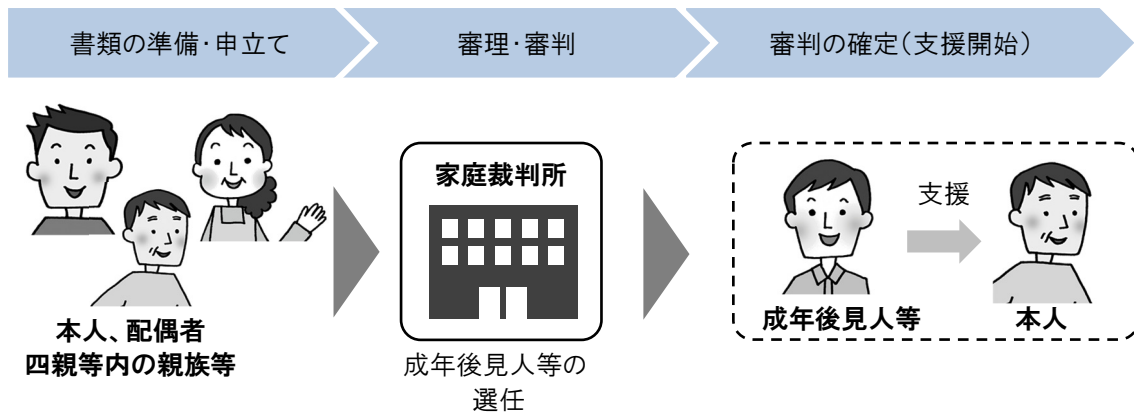 書類の準備･申立て
審理･審判
審判の確定(支援開始)
家庭裁判所
支援
成年後見人等
本人
本人、配偶者
四親等内の親族等
成年後見人等の
選任